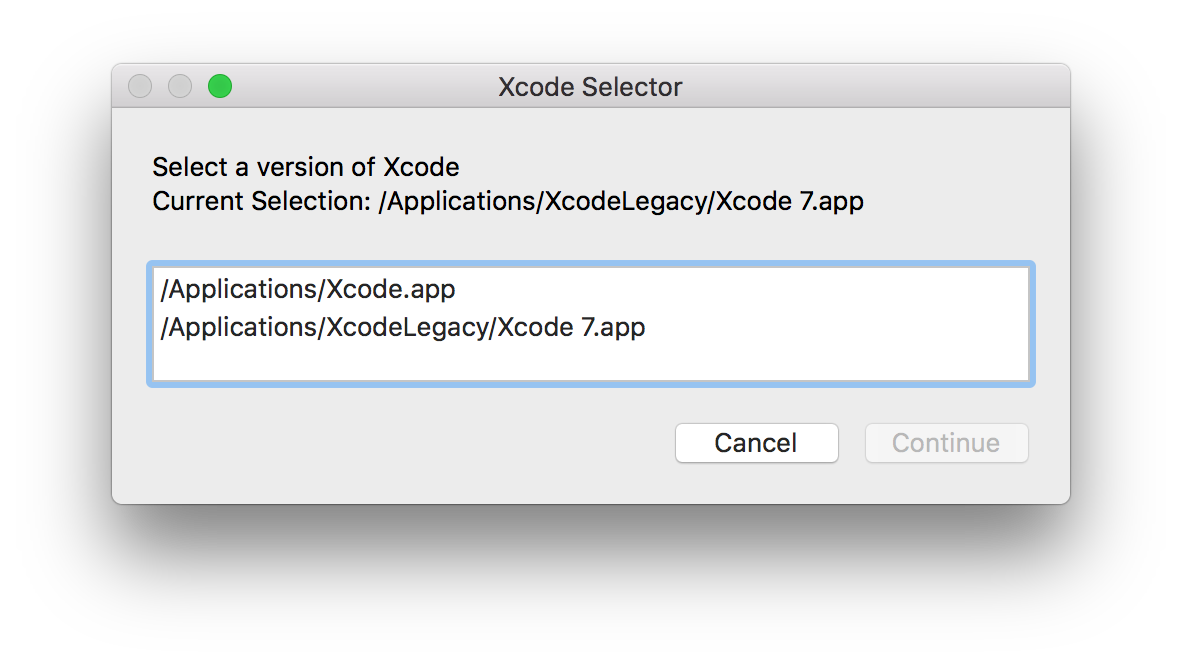 Xcode Selector
Select a version of Xcode
Current Selection: /Applications/XcodeLegacy/Xcode 7.app
/Applications/Xcode.app
/Applications/XcodeLegacy/Xcode 7.app
Cancel Continue